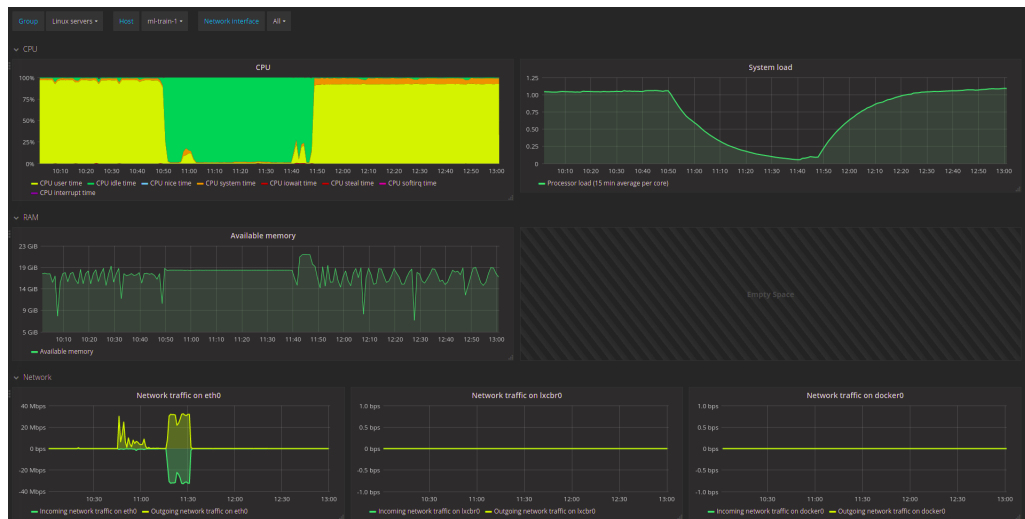 Group Linux servers Host ml-train-1 Network interface All
CPU
CPU
100%
75%
50%
25%
0%
10:10 10:20 10:30 10:40 10:50 11:00 11:10 11:20 11:30 11:40 11:50 12:00 12:10 12:20 12:30 12:40 12:50 13:00
CPU user time CPU idle time CPU nice time CPU system time CPU iowait time CPU steal time CPU softirq time
CPU interrupt time
System load
1.25
1.00
0.75
0.50
0.25
0
10:10 10:20 10:30 10:40 10:50 11:00 11:10 11:20 11:30 11:40 11:50 12:00 12:10 12:20 12:30 12:40 12:50 13:00
Processor load (15 min average per core)
RAM
Available memory
23 GiB
19 GiB
14 GiB
9 GiB
5 GiB
10:10 10:20 10:30 10:40 10:50 11:00 11:10 11:20 11:30 11:40 11:50 12:00 12:10 12:20 12:30 12:40 12:50 13:00
Available memory
Empty Space
Network
Network traffic on eth0
40 Mbps
20 Mbps
0 bps
-20 Mbps
-40 Mbps
10:30 11:00 11:30 12:00 12:30 13:00
Incoming network traffic on eth0 Outgoing network traffic on eth0
Network traffic on lxcbr0
1.0 bps
0.5 bps
0 bps
-0.5 bps
-1.0 bps
10:30 11:00 11:30 12:00 12:30 13:00
Incoming network traffic on lxcbr0 Outgoing network traffic on lxcbr0
Network traffic on docker0
1.0 bps
0.5 bps
0 bps
-0.5 bps
-1.0 bps
10:30 11:00 11:30 12:00 12:30 13:00
Incoming network traffic on docker0 Outgoing network traffic on docker0